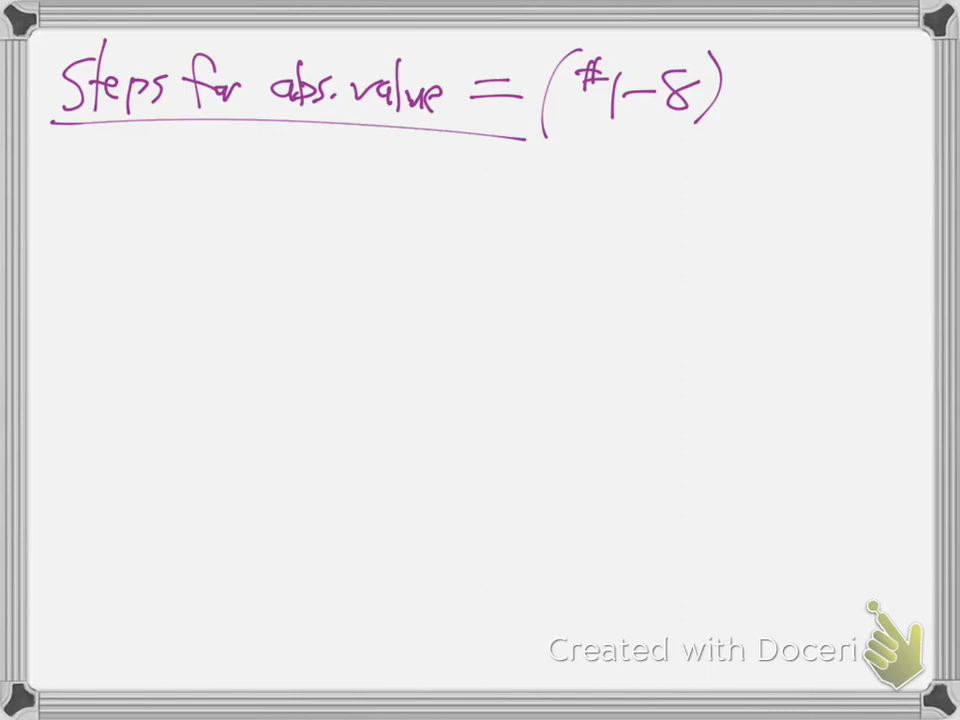 Steps for abs. value = (#1-8)
Created with Doceri